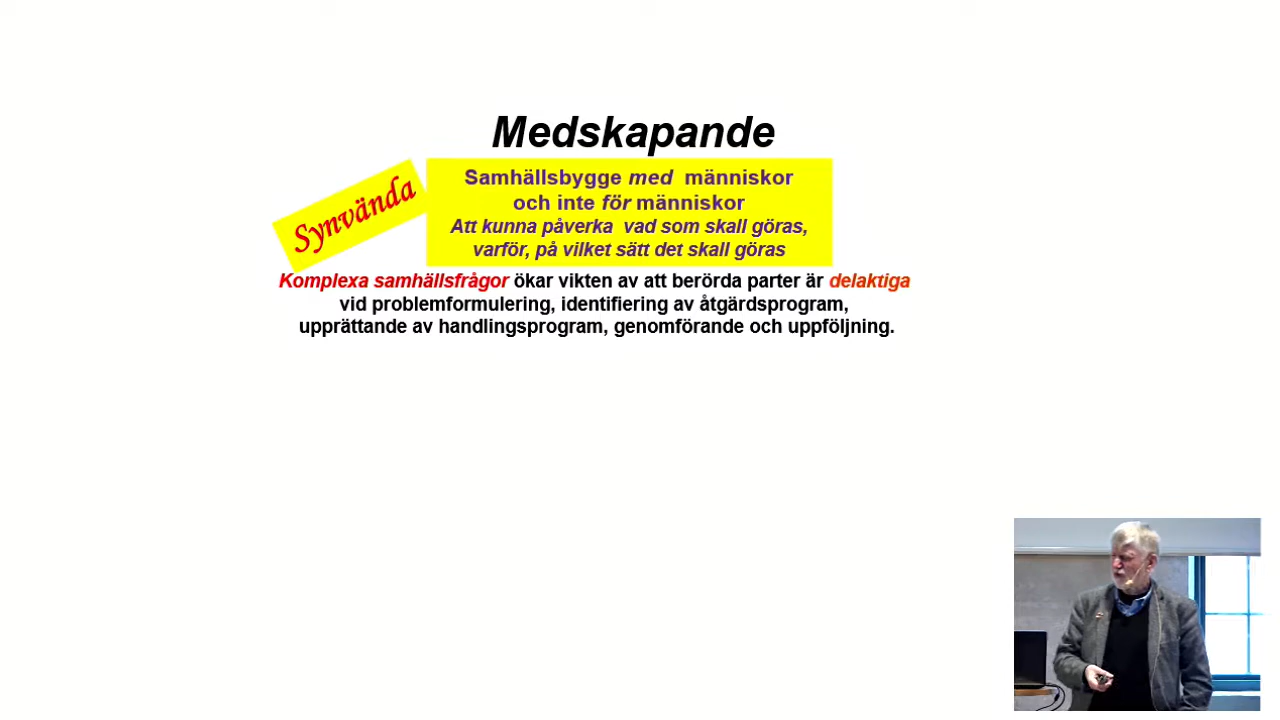 Medskapande
Synvända
Samhällsbygge med människor
och inte för människor
Att kunna påverka vad som skall göras,
varför, på vilket sätt det skall göras
Komplexa samhällsfrågor ökar vikten av att berörda parter är delaktiga
vid problemformulering, identifiering av åtgärdsprogram,
upprättande av handlingsprogram, genomförande och uppföljning.